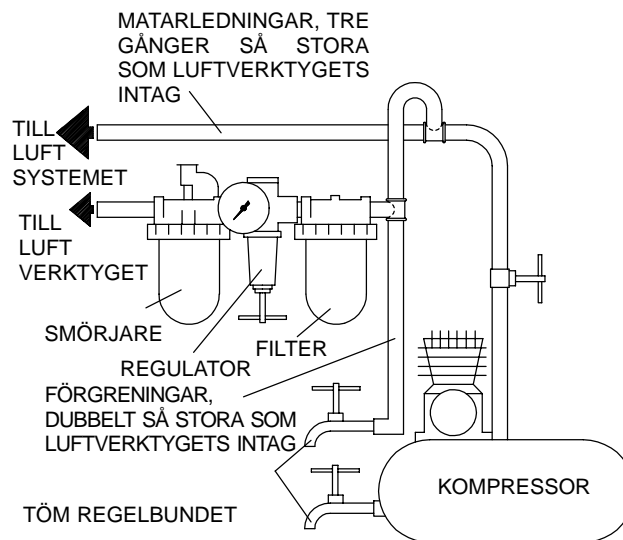 MATARLEDNINGAR, TRE
GÅNGER SÅ STORA
SOM LUFTVERKTYGETS
INTAG
TILL
LUFT
SYSTEMET
TILL
LUFT
VERKTYGET
SMÖRJARE
REGULATOR
FILTER
FÖRGRENINGAR,
DUBBELT SÅ STORA SOM
LUFTVERKTYGETS INTAG
KOMPRESSOR
TÖM REGELBUNDET